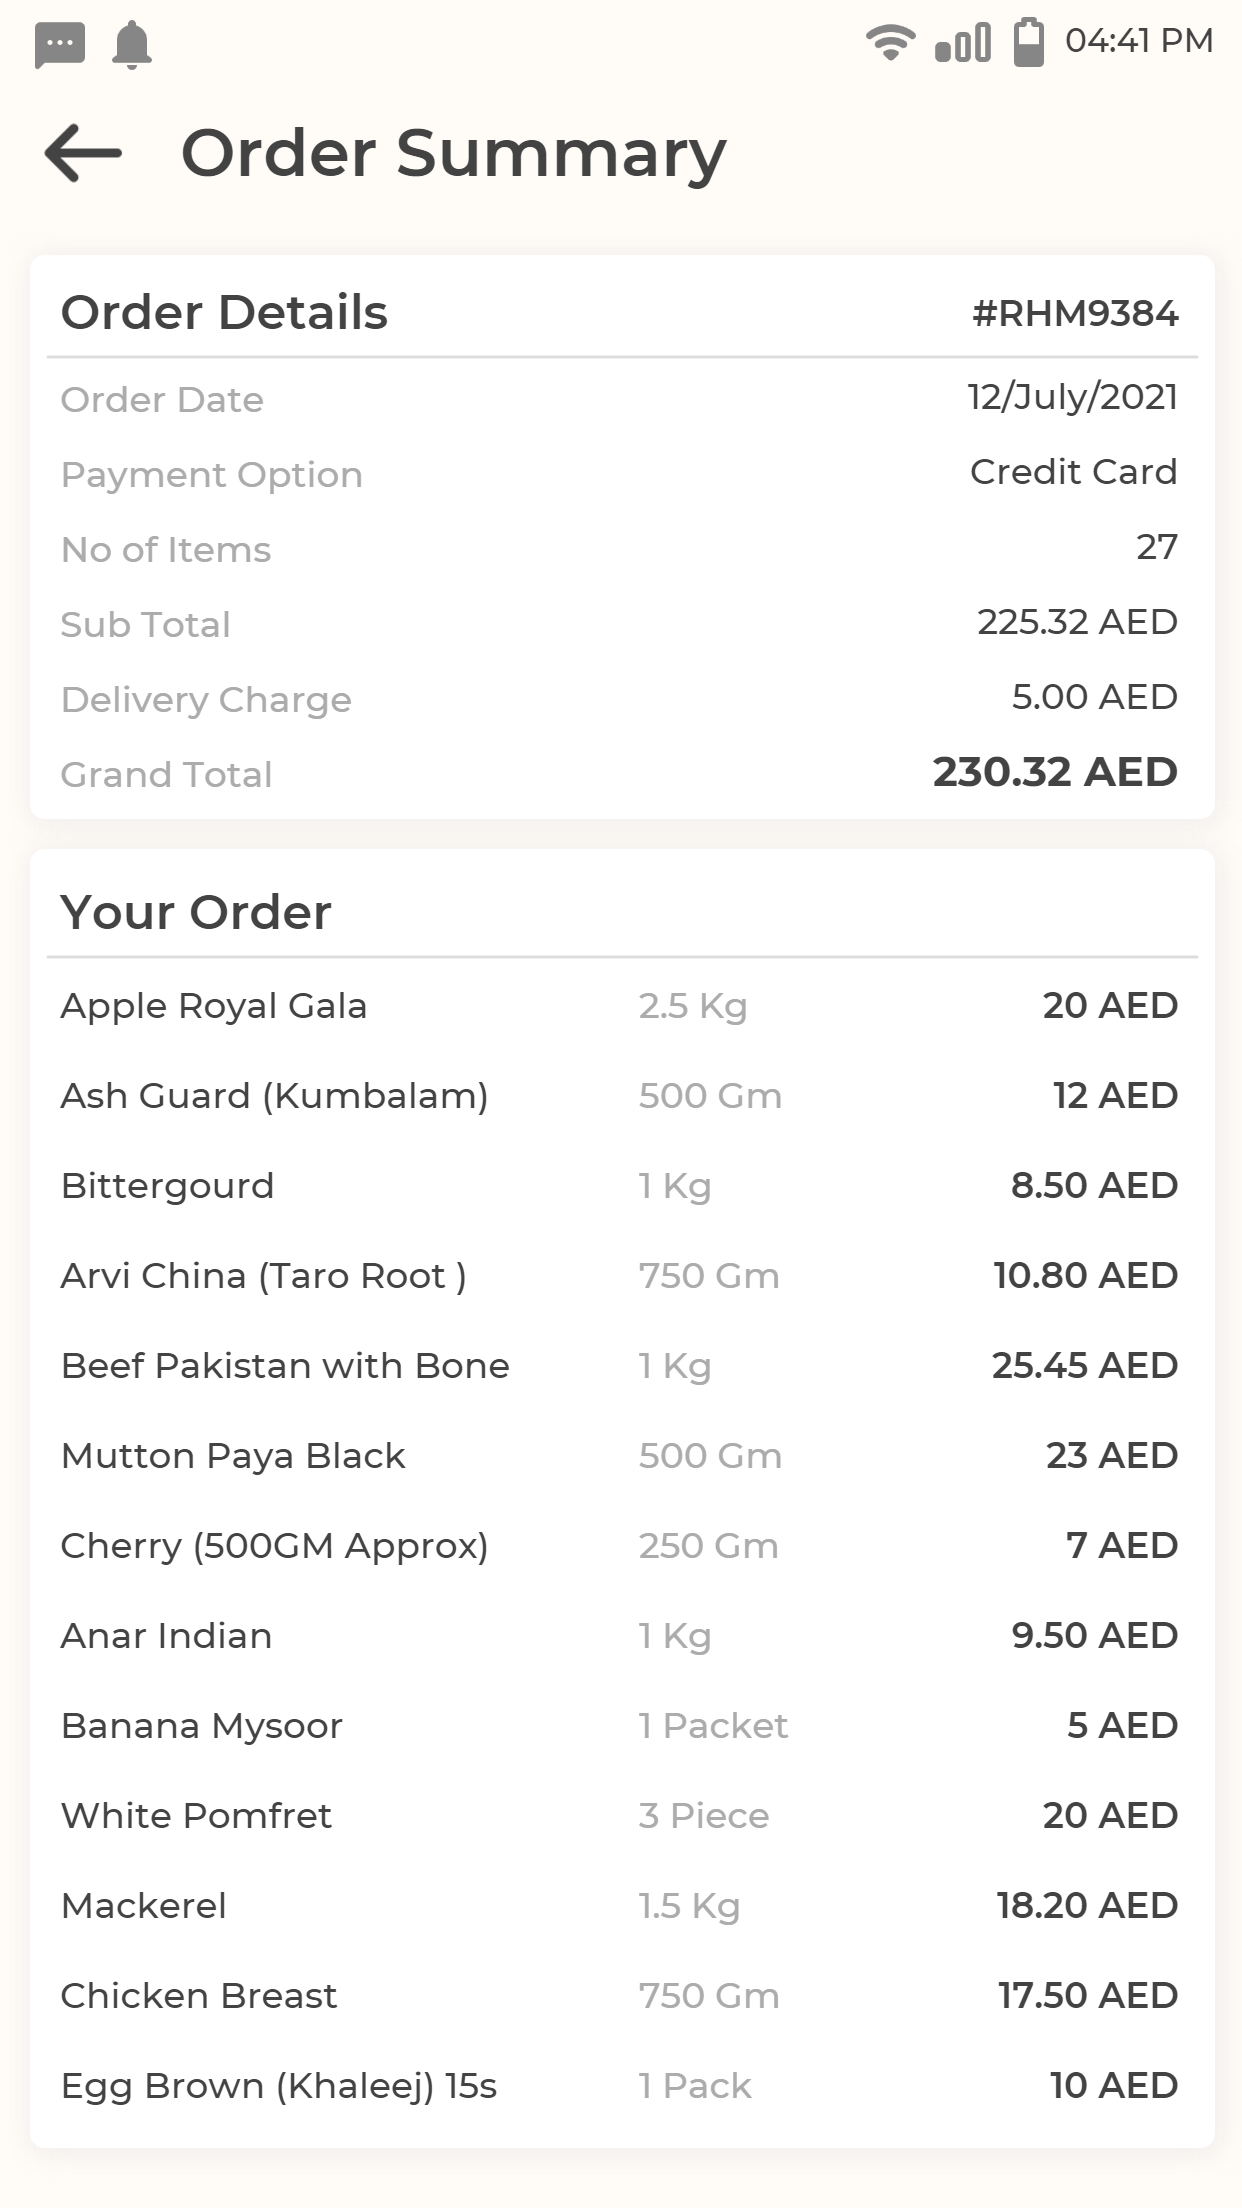 04:41 PM
Order Summary
Order Details #RHM9384
Order Date 12/July/2021
Payment Option Credit Card
No of Items 27
Sub Total 225.32 AED
Delivery Charge 5.00 AED
Grand Total 230.32 AED
Your Order
Apple Royal Gala 2.5 Kg 20 AED
Ash Guard (Kumbalam) 500 Gm 12 AED
Bittergourd 1 Kg 8.50 AED
Arvi China (Taro Root ) 750 Gm 10.80 AED
Beef Pakistan with Bone 1 Kg 25.45 AED
Mutton Paya Black 500 Gm 23 AED
Cherry (500GM Approx) 250 Gm 7 AED
Anar Indian 1 Kg 9.50 AED
Banana Mysoor 1 Packet 5 AED
White Pomfret 3 Piece 20 AED
Mackerel 1.5 Kg 18.20 AED
Chicken Breast 750 Gm 17.50 AED
Egg Brown (Khaleej) 15s 1 Pack 10 AED